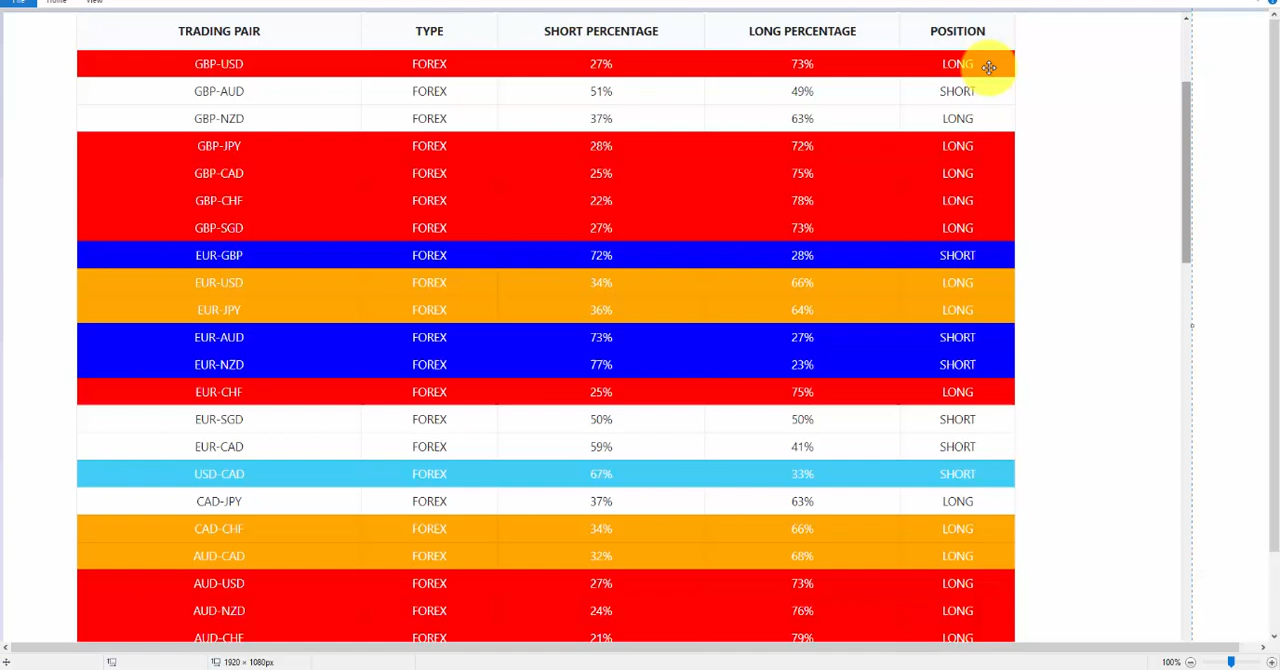 File Home View
TRADING PAIR TYPE SHORT PERCENTAGE LONG PERCENTAGE POSITION
GBP-USD FOREX 27% 73% LONG
GBP-AUD FOREX 51% 49% SHORT
GBP-NZD FOREX 37% 63% LONG
GBP-JPY FOREX 28% 72% LONG
GBP-CAD FOREX 25% 75% LONG
GBP-CHF FOREX 22% 78% LONG
GBP-SGD FOREX 27% 73% LONG
EUR-GBP FOREX 72% 28% SHORT
EUR-USD FOREX 34% 66% LONG
EUR-JPY FOREX 36% 64% LONG
EUR-AUD FOREX 73% 27% SHORT
EUR-NZD FOREX 77% 23% SHORT
EUR-CHF FOREX 25% 75% LONG
EUR-SGD FOREX 50% 50% SHORT
EUR-CAD FOREX 59% 41% SHORT
USD-CAD FOREX 67% 33% SHORT
CAD-JPY FOREX 37% 63% LONG
CAD-CHF FOREX 34% 66% LONG
AUD-CAD FOREX 32% 68% LONG
AUD-USD FOREX 27% 73% LONG
AUD-NZD FOREX 24% 76% LONG
AUD-CHF FOREX 21% 79% LONG
1920 × 1080px 100%